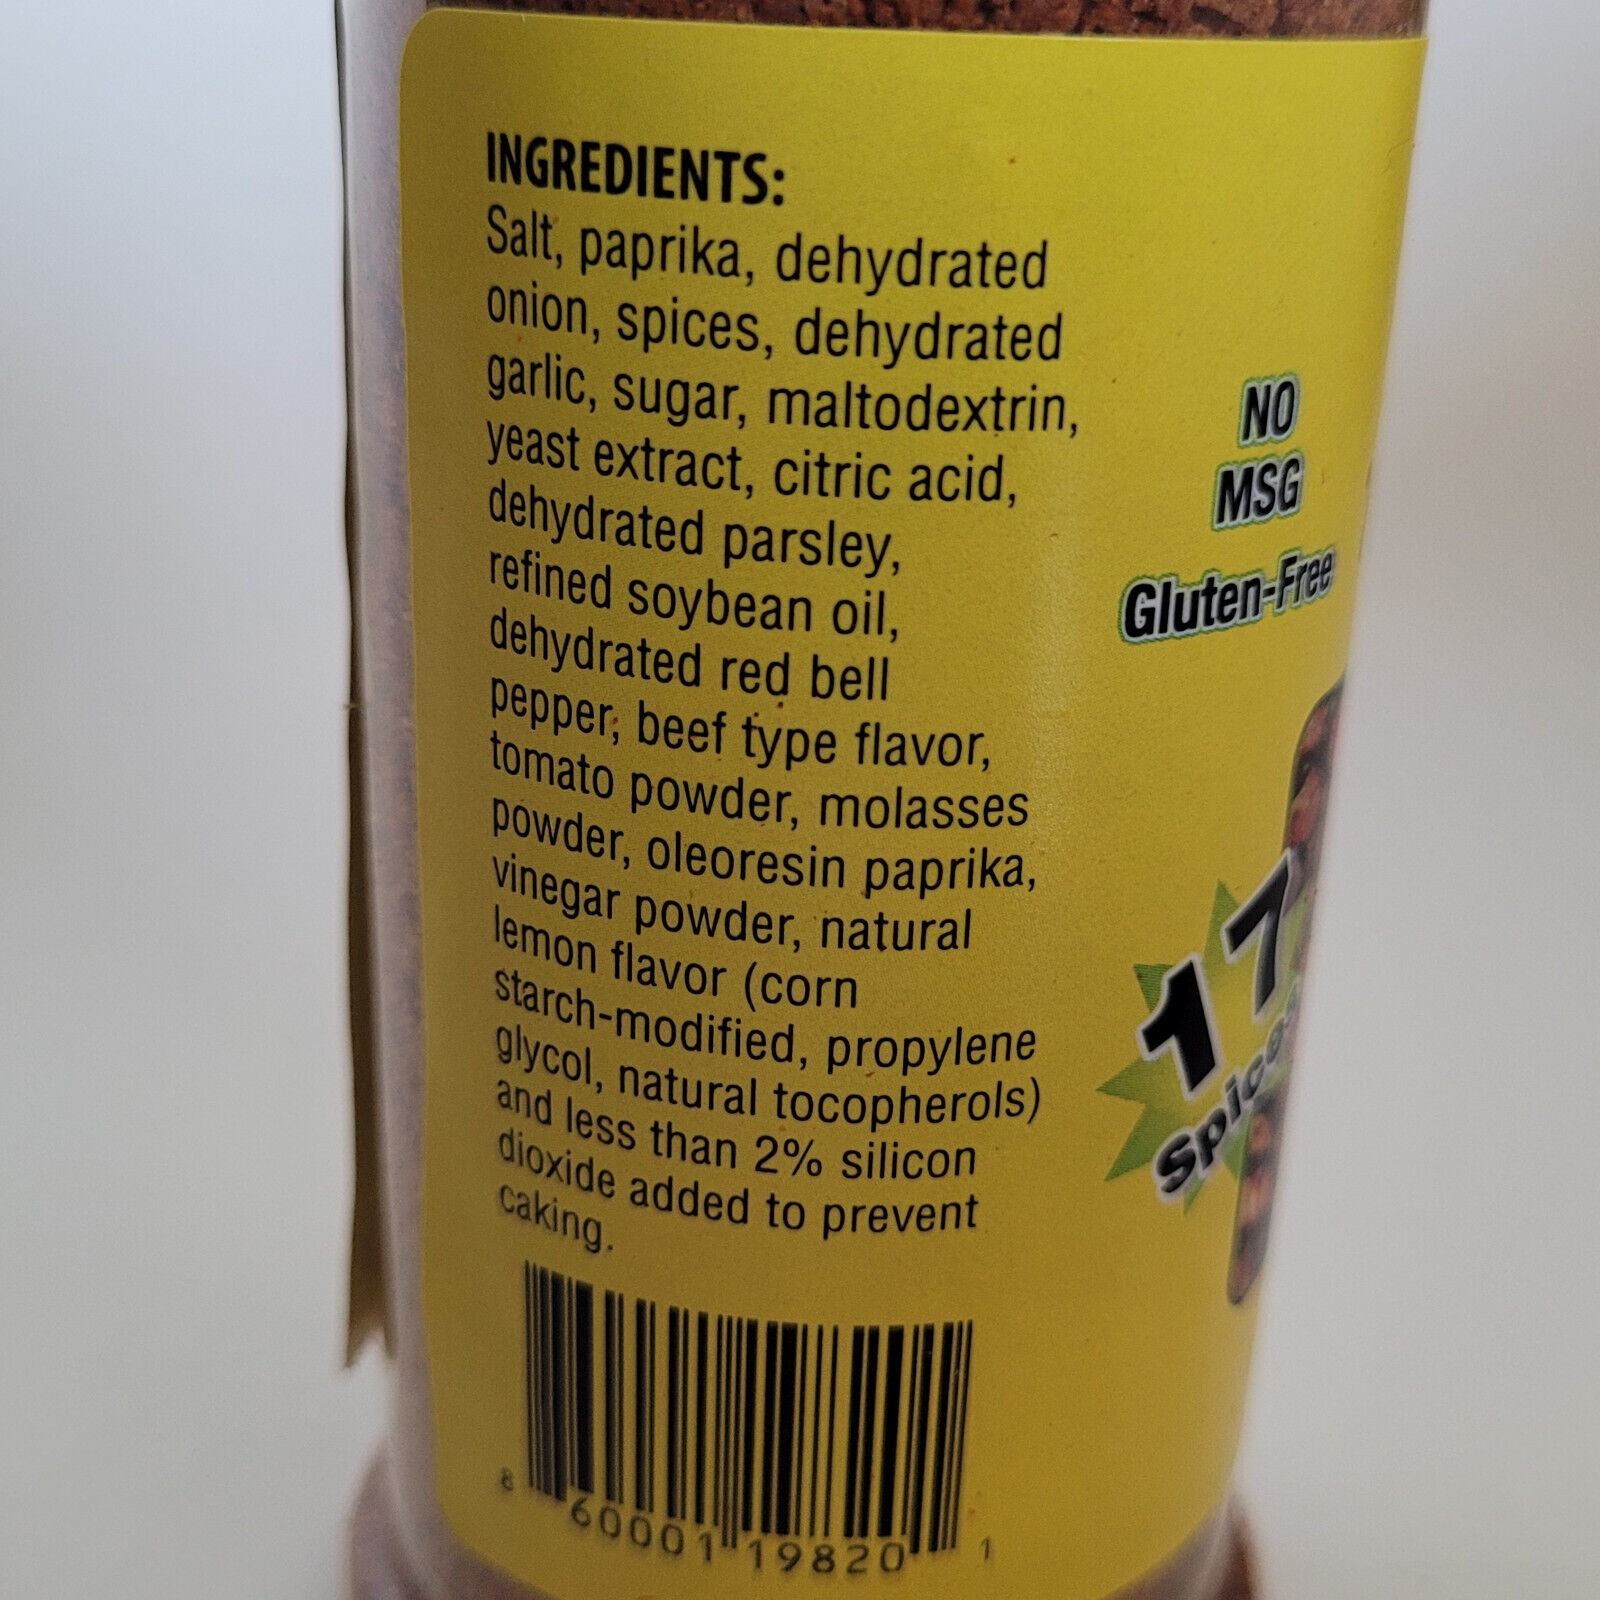 INGREDIENTS:
Salt, paprika, dehydrated
onion, spices, dehydrated
garlic, sugar, maltodextrin,
yeast extract, citric acid,
dehydrated parsley,
refined soybean oil,
dehydrated red bell
pepper, beef type flavor,
tomato powder, molasses
powder, oleoresin paprika,
vinegar powder, natural
lemon flavor (corn
starch-modified, propylene
glycol, natural tocopherols)
and less than 2% silicon
dioxide added to prevent
caking.
8 60001 19820 1
NO
MSG
Gluten-Free
17
Spices